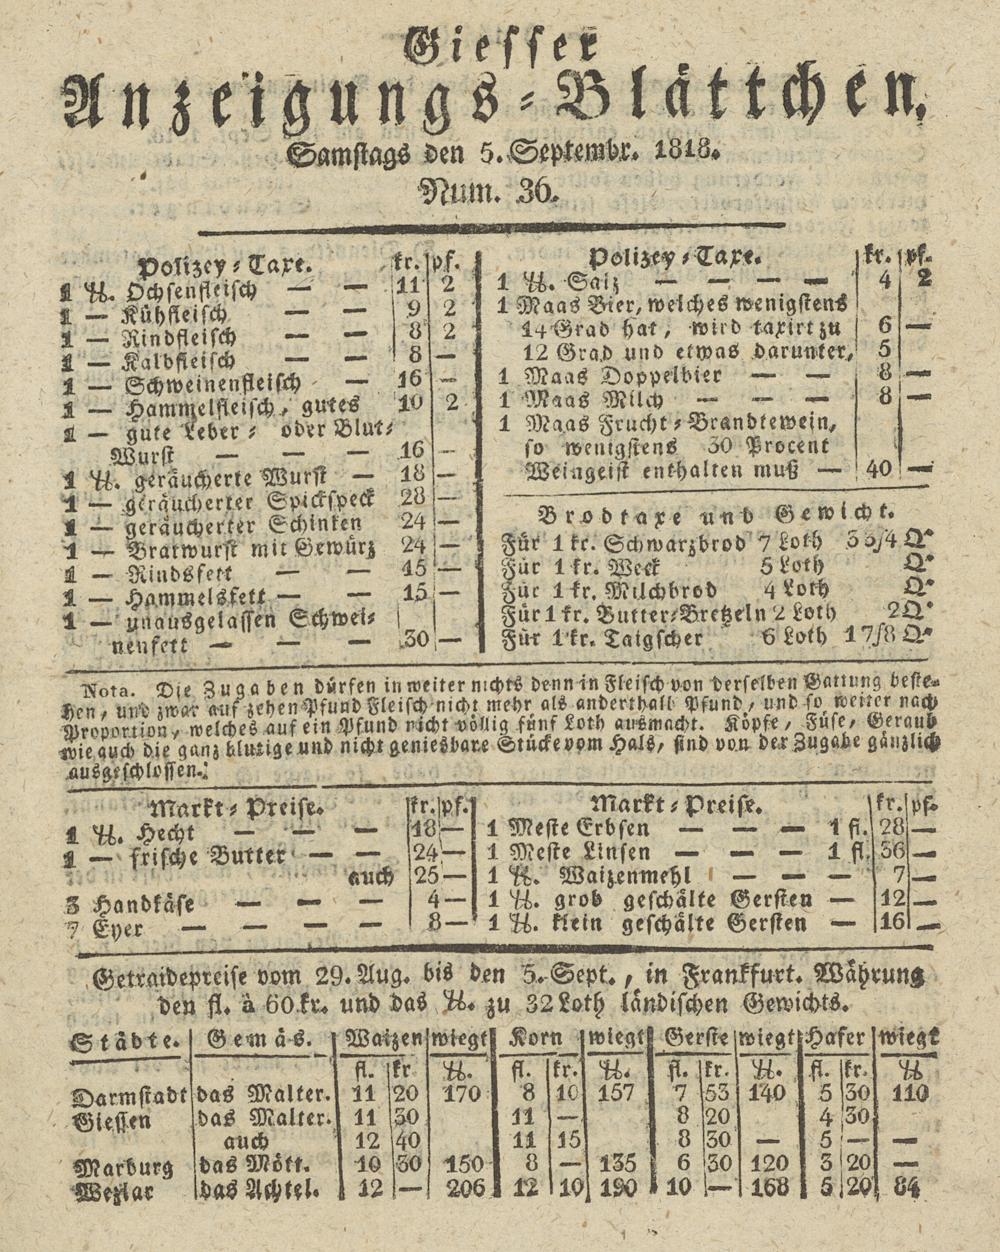 Giesser
Anzeigungs-Blättchen.
Samstags den 5. Septembr. 1818.
Num. 36.
Polizey-Taxe. kr. pf.
1 ℔. Ochsenfleisch — — 11 2
1 — Kühfleisch — — 9 2
1 — Rindfleisch — — 8 2
1 — Kalbfleisch — — 8 —
1 — Schweinenfleisch — 16 —
1 — Hammelfleisch, gutes 10 2
1 — gute Leber- oder Blut-
Wurst — — — 16 —
1 ℔. geräucherte Wurst — 18 —
1 — geräucherter Spickspeck 28 —
1 — geräucherter Schinken 24 —
1 — Bratwurst mit Gewürz 24 —
1 — Rindsfett — — 15 —
1 — Hammelsfett — — 15 —
1 — unausgelassen Schwei-
nenfett — — — 30 —
Polizey-Taxe. kr. pf.
1 ℔. Salz — — — — 4 2
1 Maas Bier, welches wenigstens
14 Grad hat, wird taxirt zu 6 —
12 Grad und etwas darunter, 5
1 Maas Doppelbier — — 8 —
1 Maas Milch — — — 8 —
1 Maas Frucht-Brandtewein,
so wenigstens 30 Procent
Weingeist enthalten muß — 40 —
Brodtaxe und Gewicht.
Für 1 kr. Schwarzbrod 7 Loth 3 3/4 Q.
Für 1 kr. Weck 5 Loth Q.
Für 1 kr. Milchbrod 4 Loth Q.
Für 1 kr. Butter-Bretzeln 2 Loth 2 Q.
Für 1 kr. Taigscher 6 Loth 1 7/8 Q.
Nota. Die Zugaben dürfen in weiter nichts denn in Fleisch von derselben Gattung beste-
hen, und zwar auf zehen Pfund Fleisch nicht mehr als anderthalb Pfund, und so weiter nach
Proportion, welches auf ein Pfund nicht völlig fünf Loth ausmacht. Köpfe, Füse, Geraub
wie auch die ganz blutige und nicht geniesbare Stücke vom Hals, sind von der Zugabe gänzlich
ausgeschlossen.
Markt-Preise. kr. pf.
1 ℔. Hecht — — — 18 —
1 — frische Butter — — 24 —
auch 25 —
3 Handkäse — — — 4 —
7 Eyer — — — — 8 —
Markt-Preise. kr. pf.
1 Meste Erbsen — — — 1 fl. 28 —
1 Meste Linsen — — — 1 fl. 36 —
1 ℔. Waizenmehl — — — 7 —
1 ℔. grob geschälte Gersten — 12 —
1 ℔. klein geschälte Gersten — 16 —
Getraidepreise vom 29. Aug. bis den 5. Sept., in Frankfurt. Währung
den fl. à 60 kr. und das ℔. zu 32 Loth ländischen Gewichts.
Städte. Gemäs. Waizen wiegt Korn wiegt Gerste wiegt Hafer wiegt
fl. kr. ℔. fl. kr. ℔. fl. kr. ℔. fl. kr. ℔
Darmstadt das Malter. 11 20 170 8 10 157 7 53 140 5 30 110
Giessen das Malter. 11 30 11 — 8 20 4 30
auch 12 40 11 15 8 30 — 5 — —
Marburg das Mött. 10 30 150 8 — 135 6 30 120 3 20 —
Wezlar das Achtel. 12 — 206 12 10 190 10 — 168 5 20 84